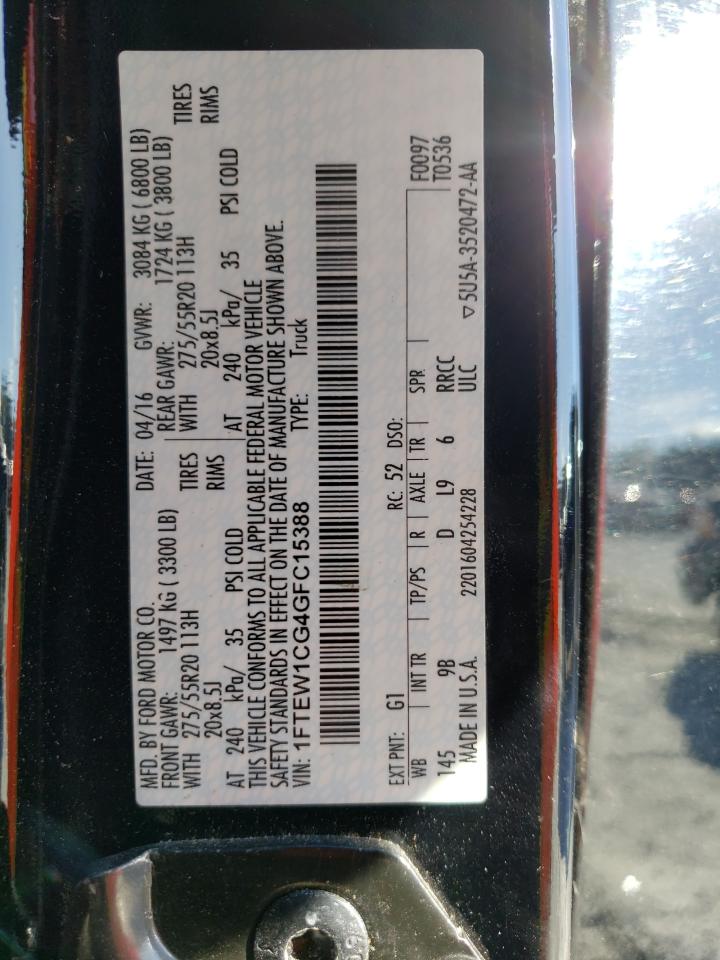 MFD. BY FORD MOTOR CO. DATE: 04/16 GVWR: 3084 KG ( 6800 LB)
FRONT GAWR: 1497 KG ( 3300 LB) REAR GAWR: 1724 KG ( 3800 LB)
WITH 275/55R20 113H TIRES WITH 275/55R20 113H TIRES
20x8.5J RIMS 20x8.5J RIMS
AT 240 kPa/ 35 PSI COLD AT 240 kPa/ 35 PSI COLD
THIS VEHICLE CONFORMS TO ALL APPLICABLE FEDERAL MOTOR VEHICLE
SAFETY STANDARDS IN EFFECT ON THE DATE OF MANUFACTURE SHOWN ABOVE.
VIN: 1FTEW1CG4GFC15388 TYPE: Truck
EXT PNT: G1 RC: 52 DSO: F0097
WB INT TR TP/PS R AXLE TR SPR T0536
145 9B D L9 6 RRCC
MADE IN U.S.A. 2201604254228 ULC ▽5U5A-3520472-AA